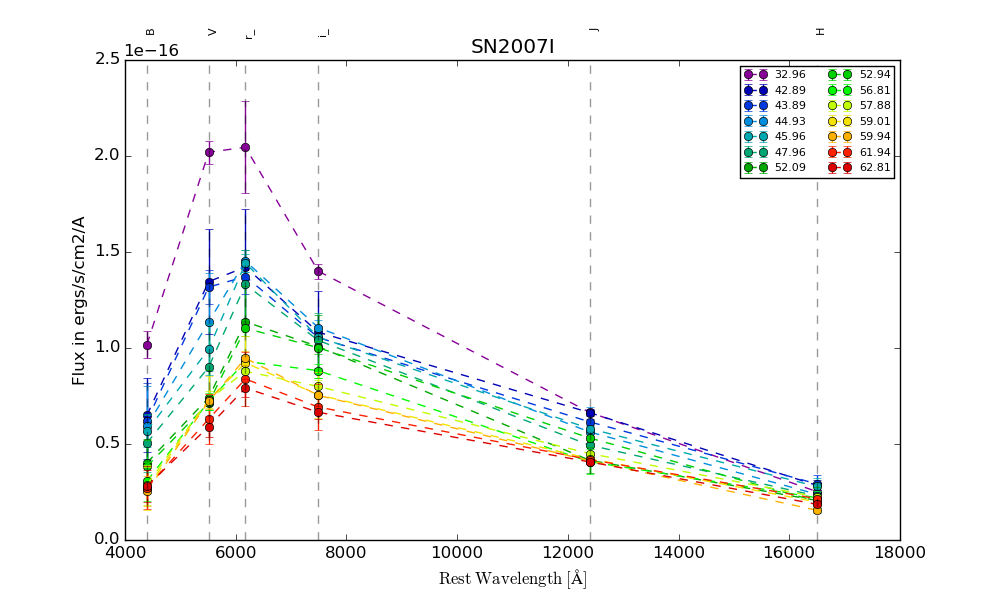 B V r_ i_ J H
1e−16 SN2007I
2.5
2.0
1.5
1.0
0.5
0.0
Flux in ergs/s/cm2/A
32.96 52.94
42.89 56.81
43.89 57.88
44.93 59.01
45.96 59.94
47.96 61.94
52.09 62.81
4000 6000 8000 10000 12000 14000 16000 18000
Rest Wavelength [Å]